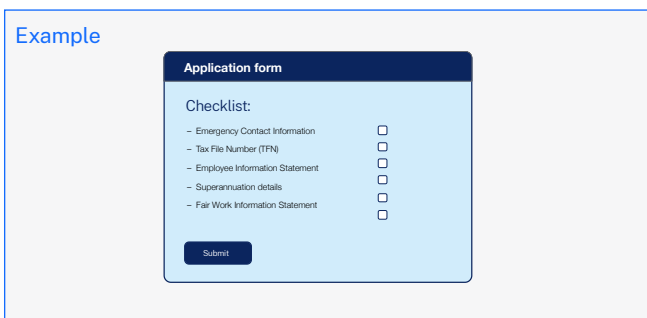 Example
Application form
Checklist:
– Emergency Contact Information
– Tax File Number (TFN)
– Employee Information Statement
– Superannuation details
– Fair Work Information Statement
Submit